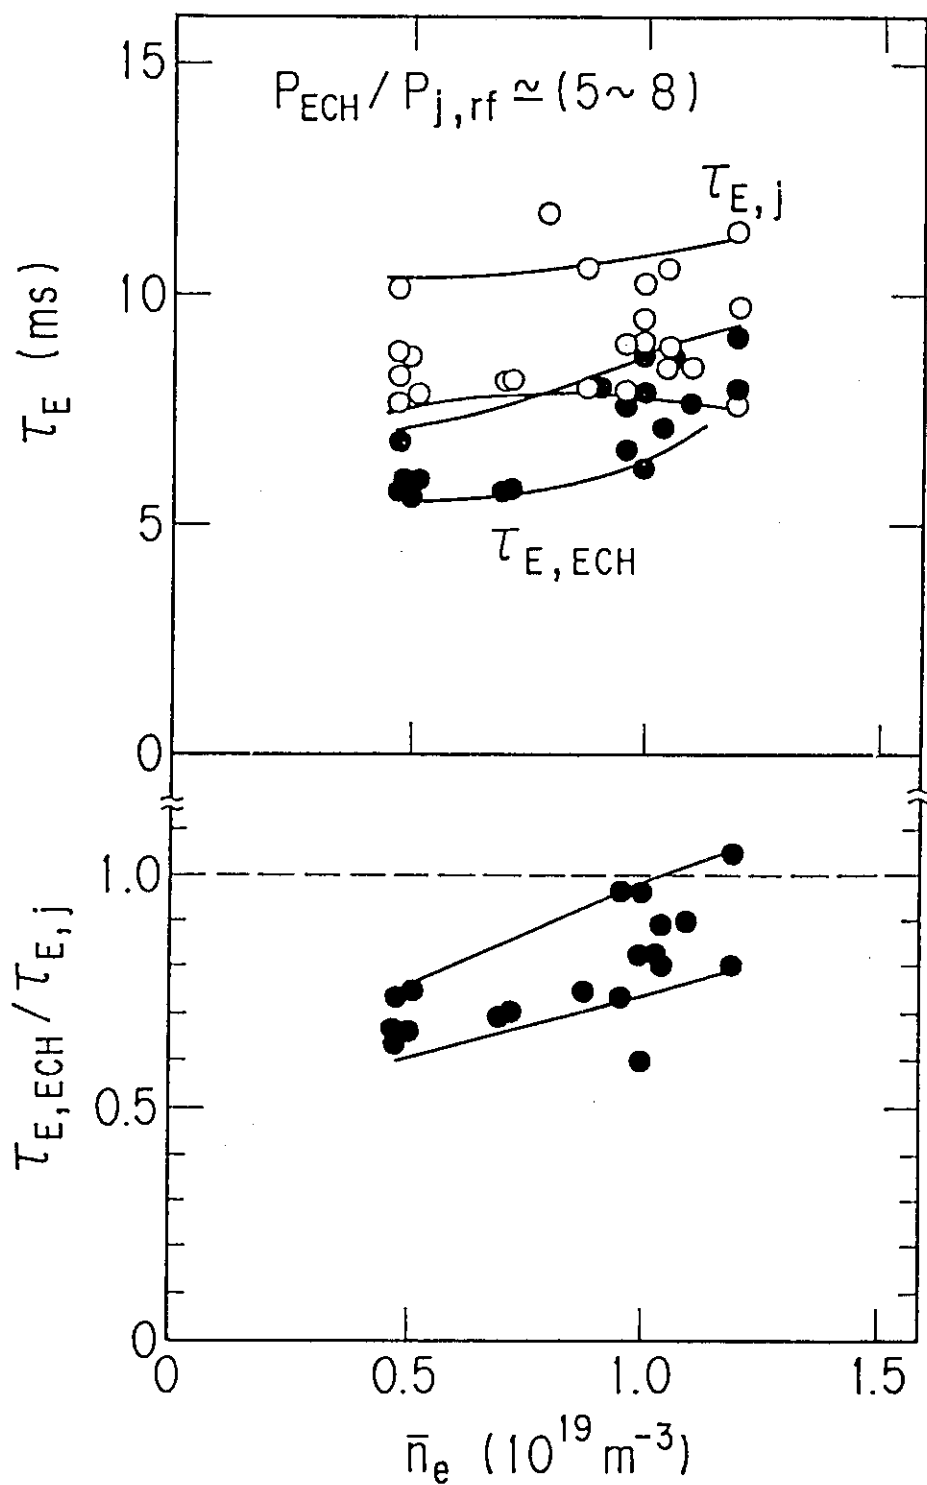 15
P_ECH / P_j,rf ≃ (5 ~ 8)
τ_E,j
10
τ_E (ms)
5
τ_E,ECH
0
1.0
τ_E,ECH / τ_E,j
0.5
0
0 0.5 1.0 1.5
n̄_e (10^19 m^-3)